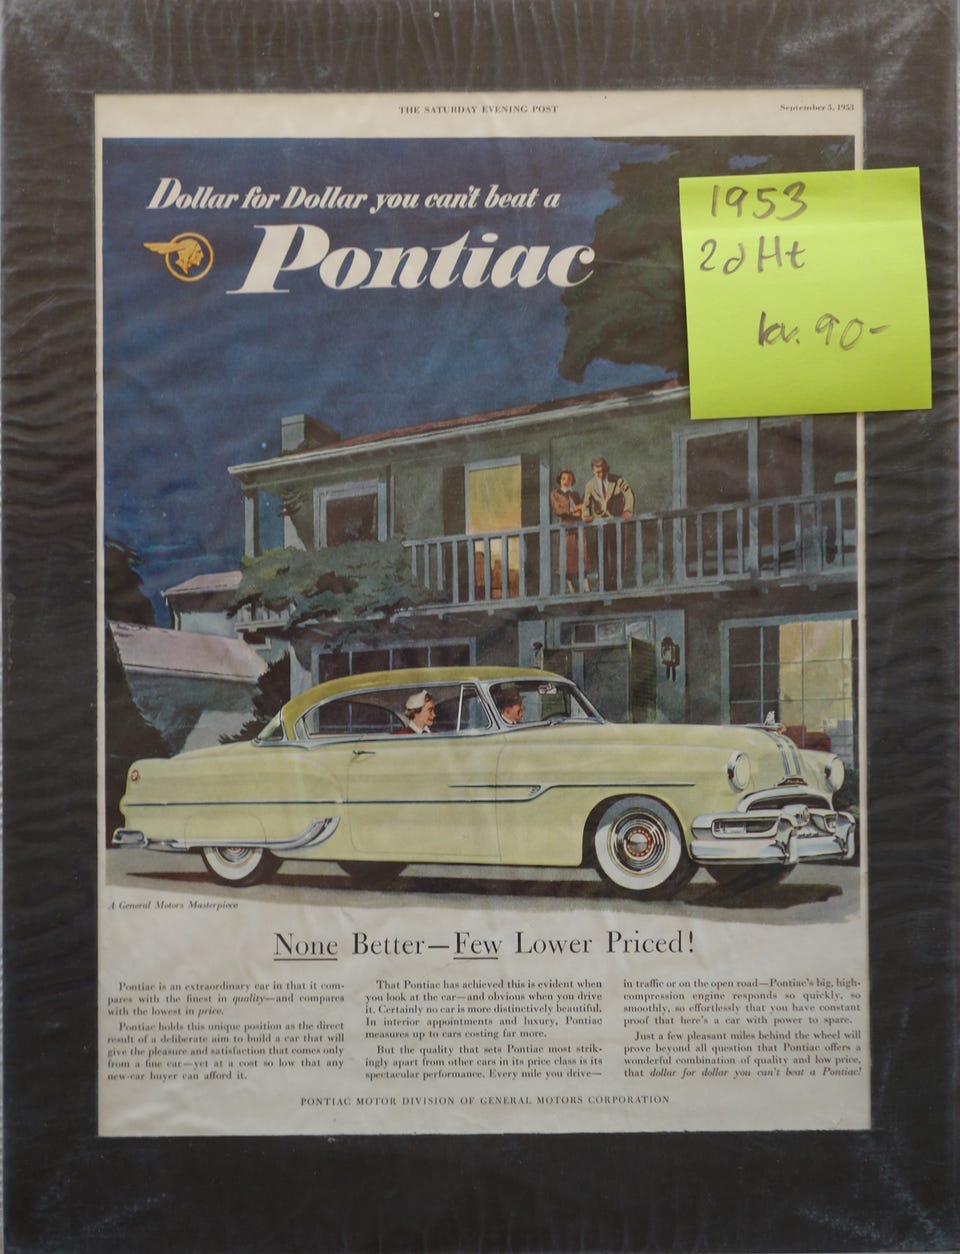 THE SATURDAY EVENING POST
September 5, 1953
Dollar for Dollar you can't beat a
Pontiac
1953
2d Ht
kr. 90-
A General Motors Masterpiece
None Better—Few Lower Priced!
Pontiac is an extraordinary car in that it com-
pares with the finest in quality—and compares
with the lowest in price.
Pontiac holds this unique position as the direct
result of a deliberate aim to build a car that will
give the pleasure and satisfaction that comes only
from a fine car—yet at a cost so low that any
new-car buyer can afford it.
That Pontiac has achieved this is evident when
you look at the car—and obvious when you drive
it. Certainly no car is more distinctively beautiful.
In interior appointments and luxury, Pontiac
measures up to cars costing far more.
But the quality that sets Pontiac most strik-
ingly apart from other cars in its price class is its
spectacular performance. Every mile you drive—
in traffic or on the open road—Pontiac's big, high-
compression engine responds so quickly, so
smoothly, so effortlessly that you have constant
proof that here's a car with power to spare.
Just a few pleasant miles behind the wheel will
prove beyond all question that Pontiac offers a
wonderful combination of quality and low price,
that dollar for dollar you can't beat a Pontiac!
PONTIAC MOTOR DIVISION OF GENERAL MOTORS CORPORATION